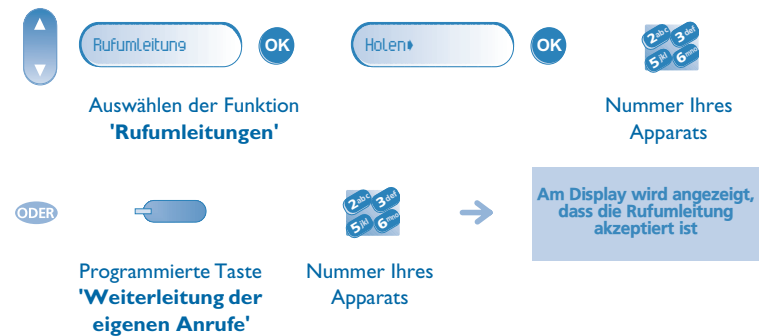 Rufumleitung
OK
Holen
OK
2abc 3def
5jkl 6mno
Auswählen der Funktion
'Rufumleitungen'
Nummer Ihres
Apparats
ODER
2abc 3def
5jkl 6mno
Am Display wird angezeigt,
dass die Rufumleitung
akzeptiert ist
Programmierte Taste
'Weiterleitung der
eigenen Anrufe'
Nummer Ihres
Apparats